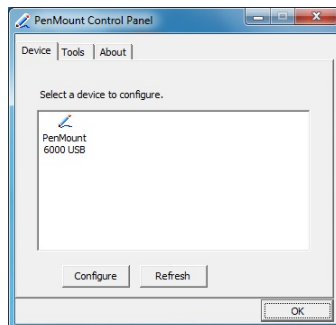 PenMount Control Panel
Device Tools About
Select a device to configure.
PenMount
6000 USB
Configure Refresh
OK